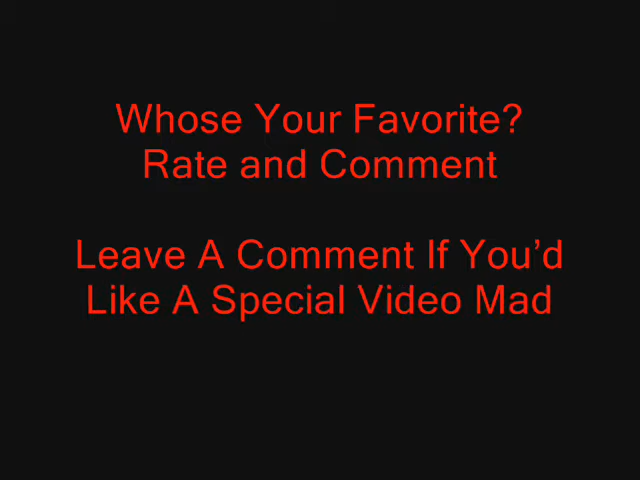 Whose Your Favorite?
Rate and Comment
Leave A Comment If You’d
Like A Special Video Mad